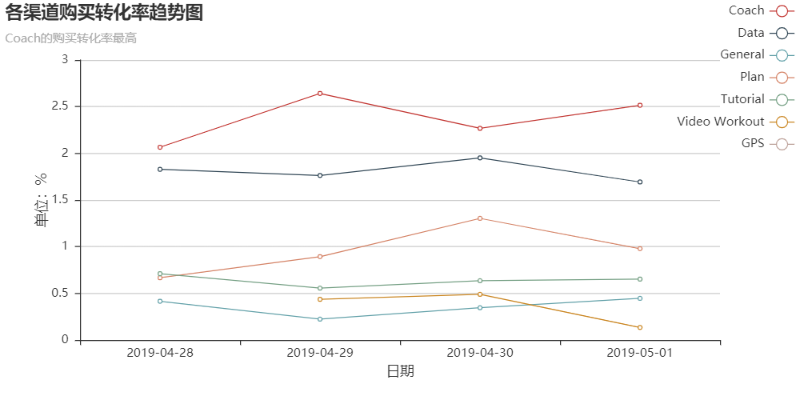 各渠道购买转化率趋势图
Coach的购买转化率最高
Coach
Data
General
Plan
Tutorial
Video Workout
GPS
3
2.5
2
1.5
1
0.5
0
单位：%
2019-04-28
2019-04-29
2019-04-30
2019-05-01
日期